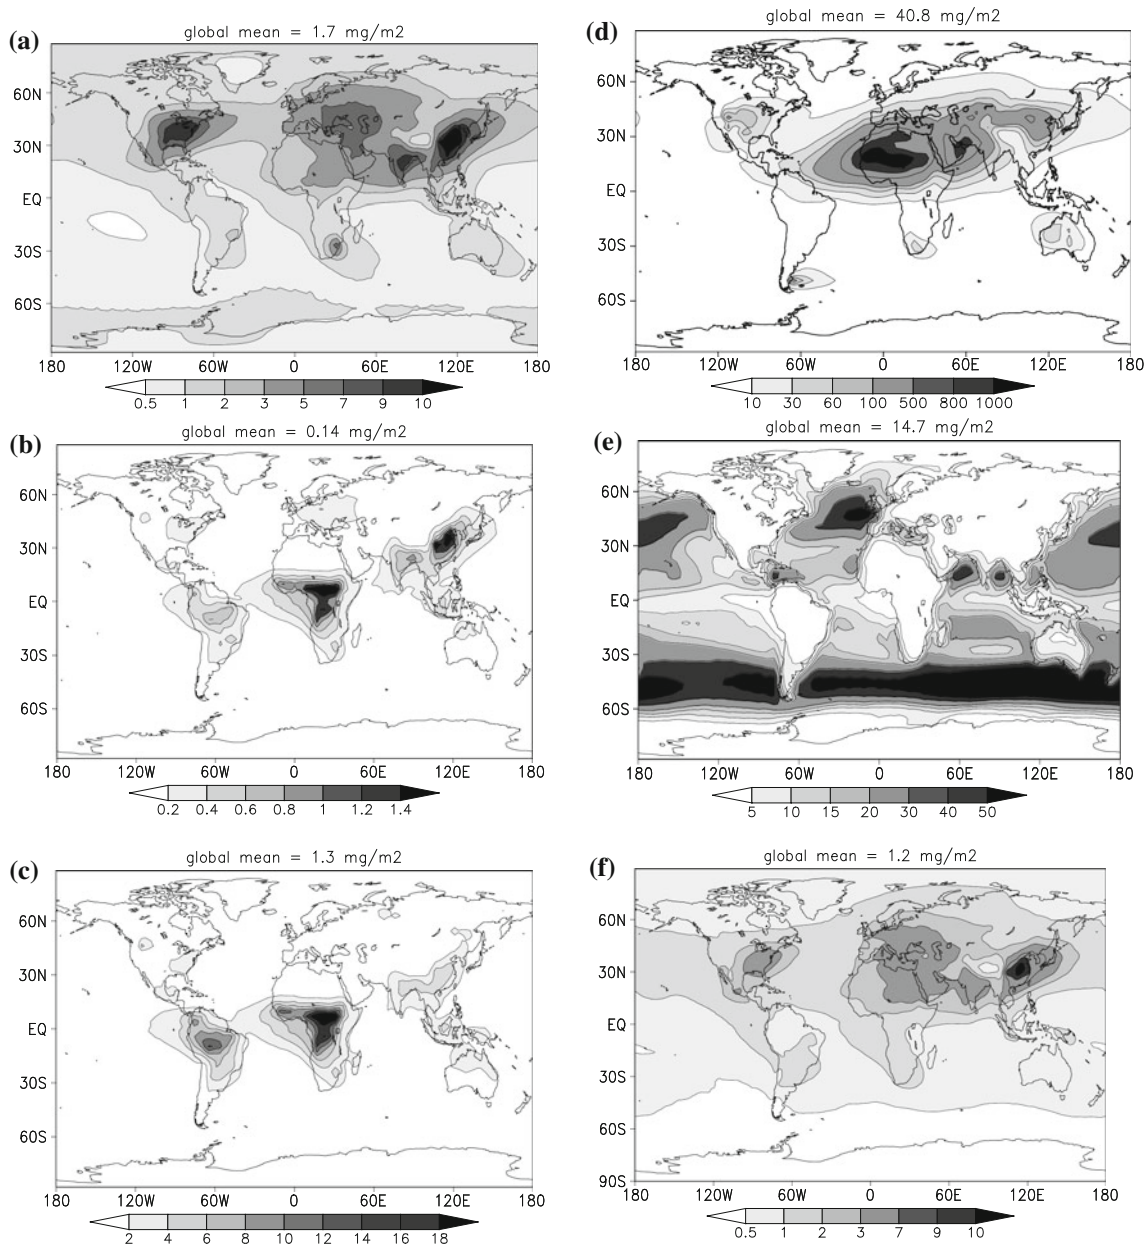 (a)
global mean = 1.7 mg/m2
60N
30N
EQ
30S
60S
180 120W 60W 0 60E 120E 180
0.5 1 2 3 5 7 9 10
(d)
global mean = 40.8 mg/m2
60N
30N
EQ
30S
60S
180 120W 60W 0 60E 120E 180
10 30 60 100 500 800 1000
(b)
global mean = 0.14 mg/m2
60N
30N
EQ
30S
60S
180 120W 60W 0 60E 120E 180
0.2 0.4 0.6 0.8 1 1.2 1.4
(e)
global mean = 14.7 mg/m2
60N
30N
EQ
30S
60S
180 120W 60W 0 60E 120E 180
5 10 15 20 30 40 50
(c)
global mean = 1.3 mg/m2
60N
30N
EQ
30S
60S
180 120W 60W 0 60E 120E 180
2 4 6 8 10 12 14 16 18
(f)
global mean = 1.2 mg/m2
60N
30N
EQ
30S
60S
90S
180 120W 60W 0 60E 120E 180
0.5 1 2 3 7 9 10